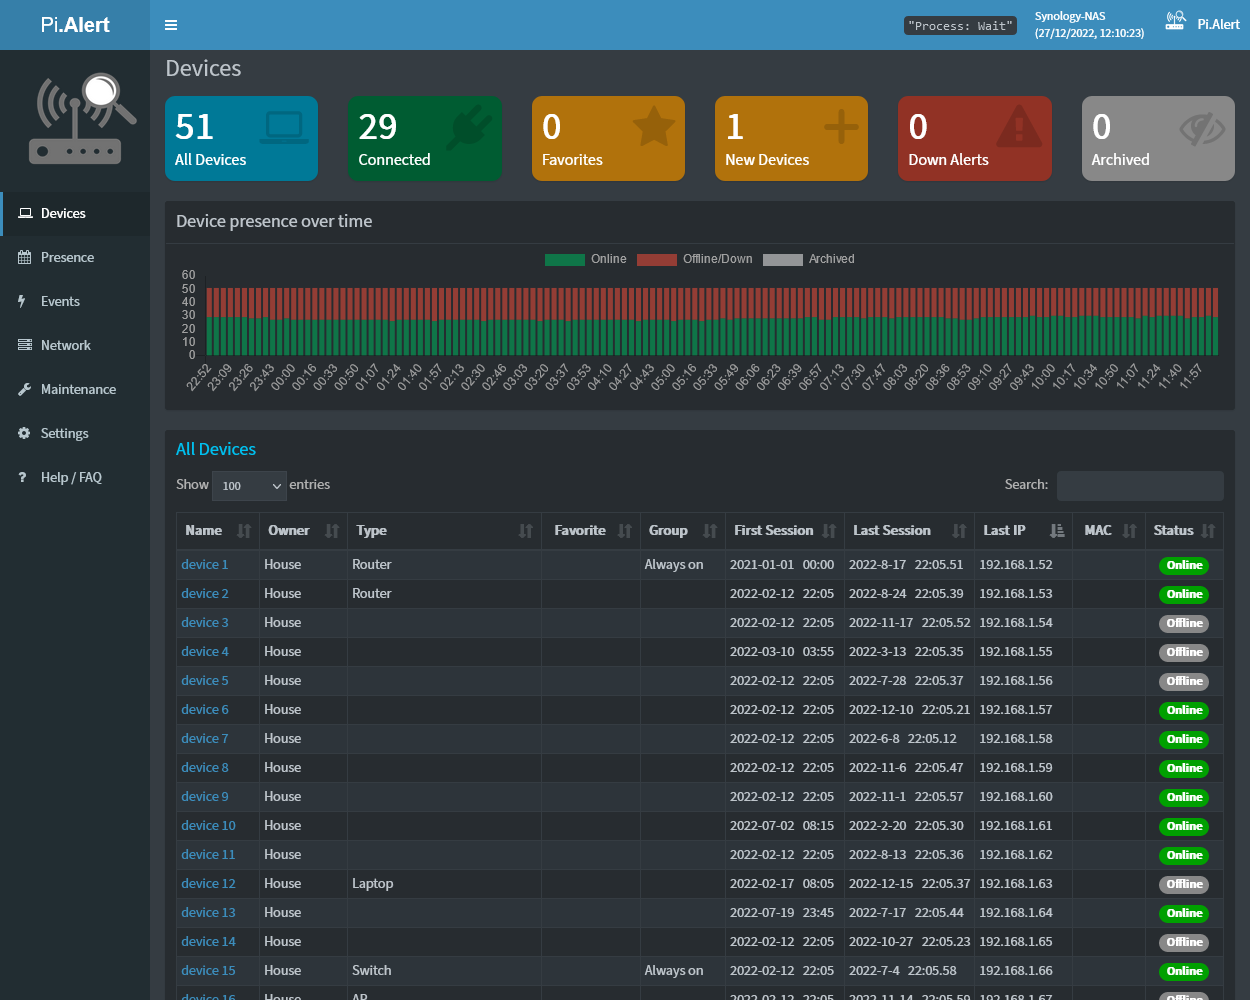 Pi.Alert
"Process: Wait"
Synology-NAS
(27/12/2022, 12:10:23)
Pi.Alert
Devices
Presence
Events
Network
Maintenance
Settings
Help / FAQ
Devices
51
All Devices
29
Connected
0
Favorites
1
New Devices
0
Down Alerts
0
Archived
Device presence over time
Online Offline/Down Archived
60
50
40
30
20
10
0
22:52 23:09 23:26 23:43 00:00 00:16 00:33 00:50 01:07 01:24 01:40 01:57 02:13 02:30 02:46 03:03 03:20 03:37 03:53 04:10 04:27 04:43 05:00 05:16 05:33 05:49 06:06 06:23 06:39 06:57 07:13 07:30 07:47 08:03 08:20 08:36 08:53 09:10 09:27 09:43 10:00 10:17 10:34 10:50 11:07 11:24 11:40 11:57
All Devices
Show 100 entries
Search:
Name Owner Type Favorite Group First Session Last Session Last IP MAC Status
device 1 House Router Always on 2021-01-01 00:00 2022-8-17 22:05.51 192.168.1.52 Online
device 2 House Router 2022-02-12 22:05 2022-8-24 22:05.39 192.168.1.53 Online
device 3 House 2022-02-12 22:05 2022-11-17 22:05.52 192.168.1.54 Offline
device 4 House 2022-03-10 03:55 2022-3-13 22:05.35 192.168.1.55 Offline
device 5 House 2022-02-12 22:05 2022-7-28 22:05.37 192.168.1.56 Offline
device 6 House 2022-02-12 22:05 2022-12-10 22:05.21 192.168.1.57 Online
device 7 House 2022-02-12 22:05 2022-6-8 22:05.12 192.168.1.58 Online
device 8 House 2022-02-12 22:05 2022-11-6 22:05.47 192.168.1.59 Online
device 9 House 2022-02-12 22:05 2022-11-1 22:05.57 192.168.1.60 Online
device 10 House 2022-07-02 08:15 2022-2-20 22:05.30 192.168.1.61 Online
device 11 House 2022-02-12 22:05 2022-8-13 22:05.36 192.168.1.62 Online
device 12 House Laptop 2022-02-17 08:05 2022-12-15 22:05.37 192.168.1.63 Offline
device 13 House 2022-07-19 23:45 2022-7-17 22:05.44 192.168.1.64 Online
device 14 House 2022-02-12 22:05 2022-10-27 22:05.23 192.168.1.65 Offline
device 15 House Switch Always on 2022-02-12 22:05 2022-7-4 22:05.58 192.168.1.66 Online
device 16 House AP 2022-02-12 22:05 2022-11-14 22:05.59 192.168.1.67 Offline